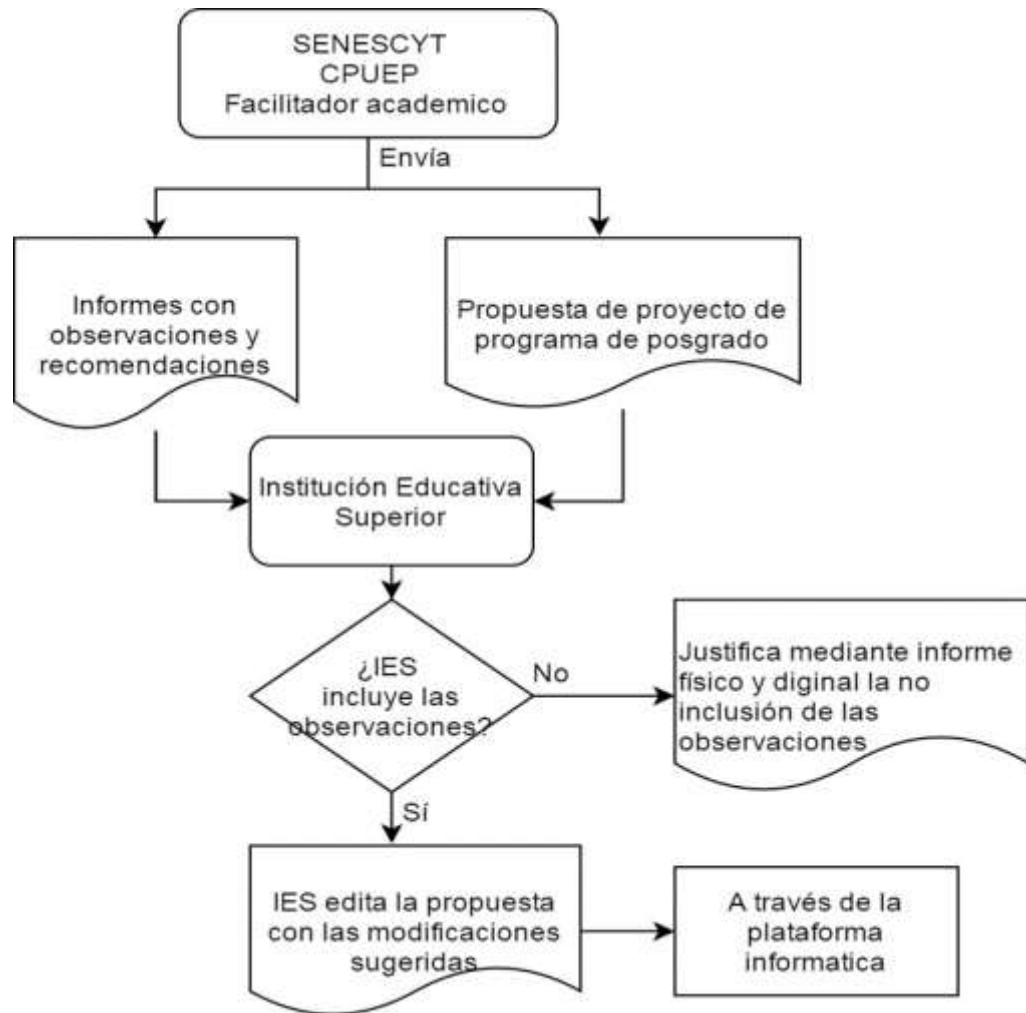 SENESCYT
CPUEP
Facilitador academico
Envía
Informes con
observaciones y
recomendaciones
Propuesta de proyecto de
programa de posgrado
Institución Educativa
Superior
¿IES
incluye las
observaciones?
No
Justifica mediante informe
físico y diginal la no
inclusión de las
observaciones
Sí
IES edita la propuesta
con las modificaciones
sugeridas
A través de la
plataforma
informatica